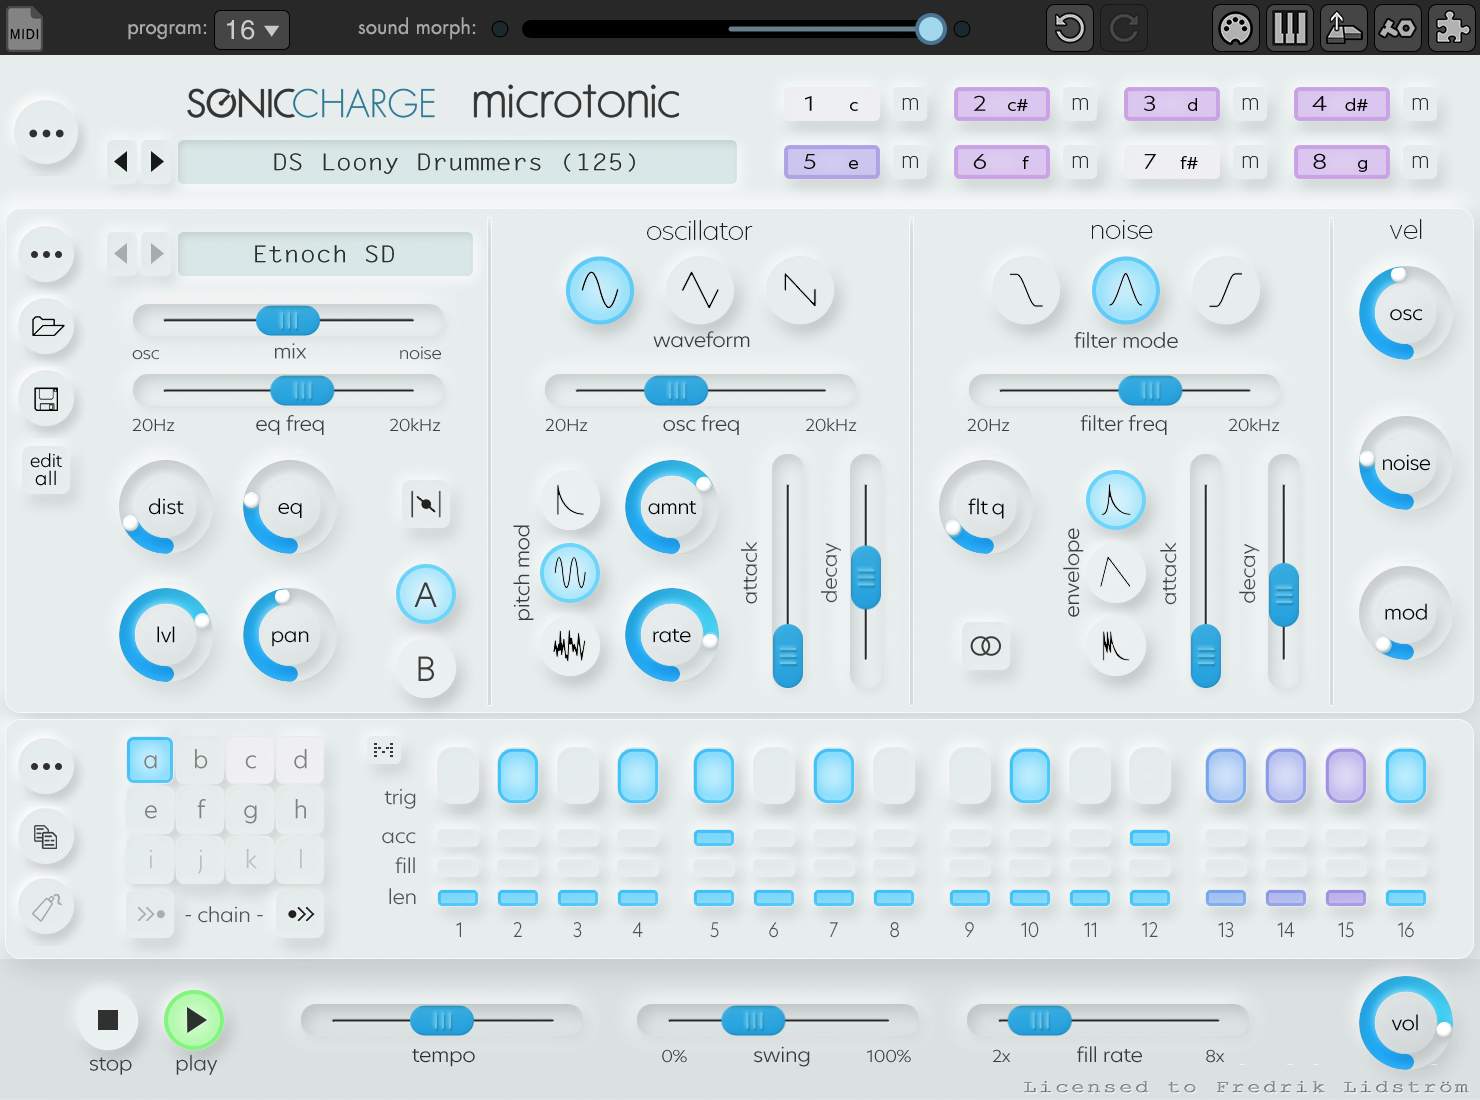 MIDI program: 16 sound morph:
SONICCHARGE microtonic
1 c m 2 c# m 3 d m 4 d# m
DS Loony Drummers (125)
5 e m 6 f m 7 f# m 8 g m
Etnoch SD
osc mix noise
20Hz eq freq 20kHz
edit all
dist eq
lvl pan
A
B
oscillator
waveform
20Hz osc freq 20kHz
pitch mod
amnt
rate
attack
decay
noise
filter mode
20Hz filter freq 20kHz
flt q
envelope
attack
decay
vel
osc
noise
mod
a b c d
e f g h
i j k l
- chain -
trig
acc
fill
len
1 2 3 4 5 6 7 8 9 10 11 12 13 14 15 16
stop play
tempo
0% swing 100%
2x fill rate 8x
vol
Licensed to Fredrik Lidström